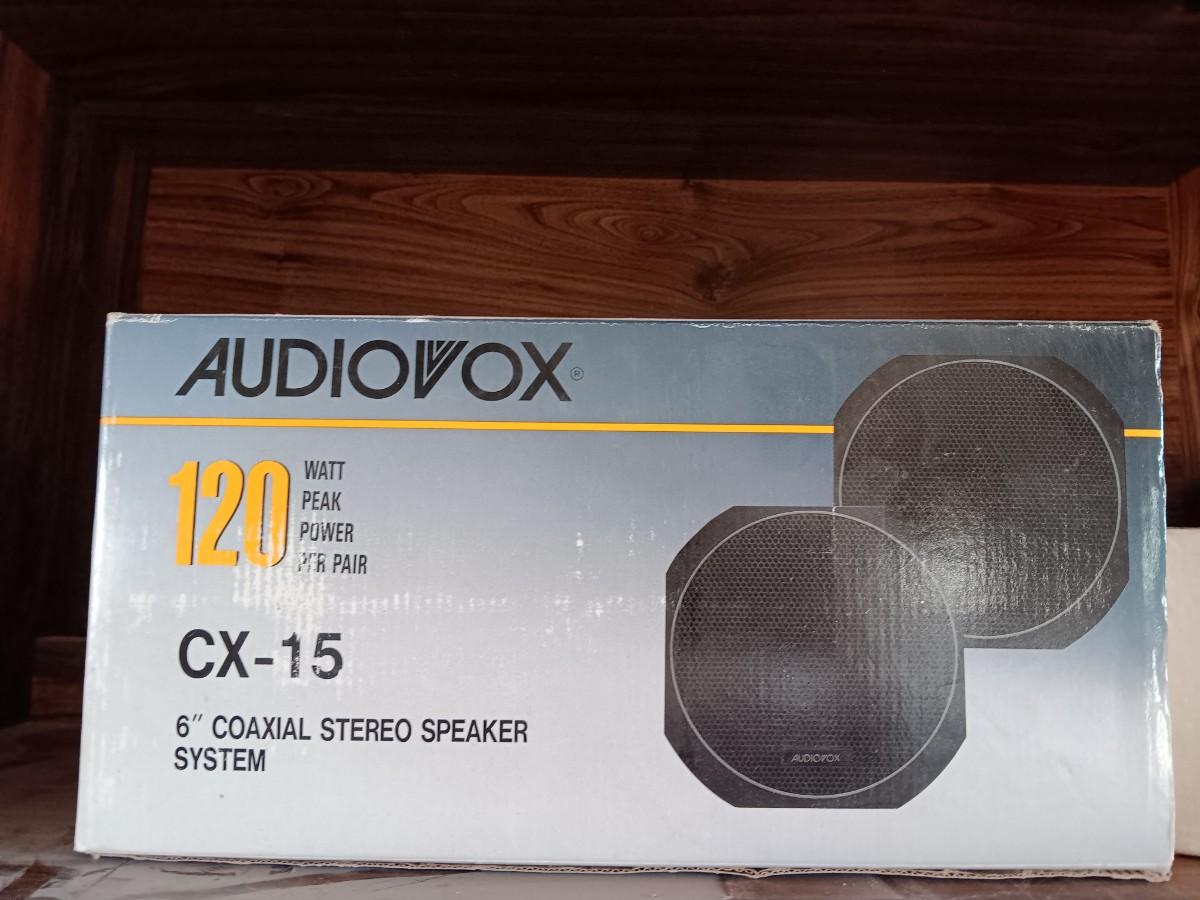 AUDIOVOX®
120 WATT
PEAK
POWER
PER PAIR
CX-15
6" COAXIAL STEREO SPEAKER
SYSTEM
AUDIOVOX